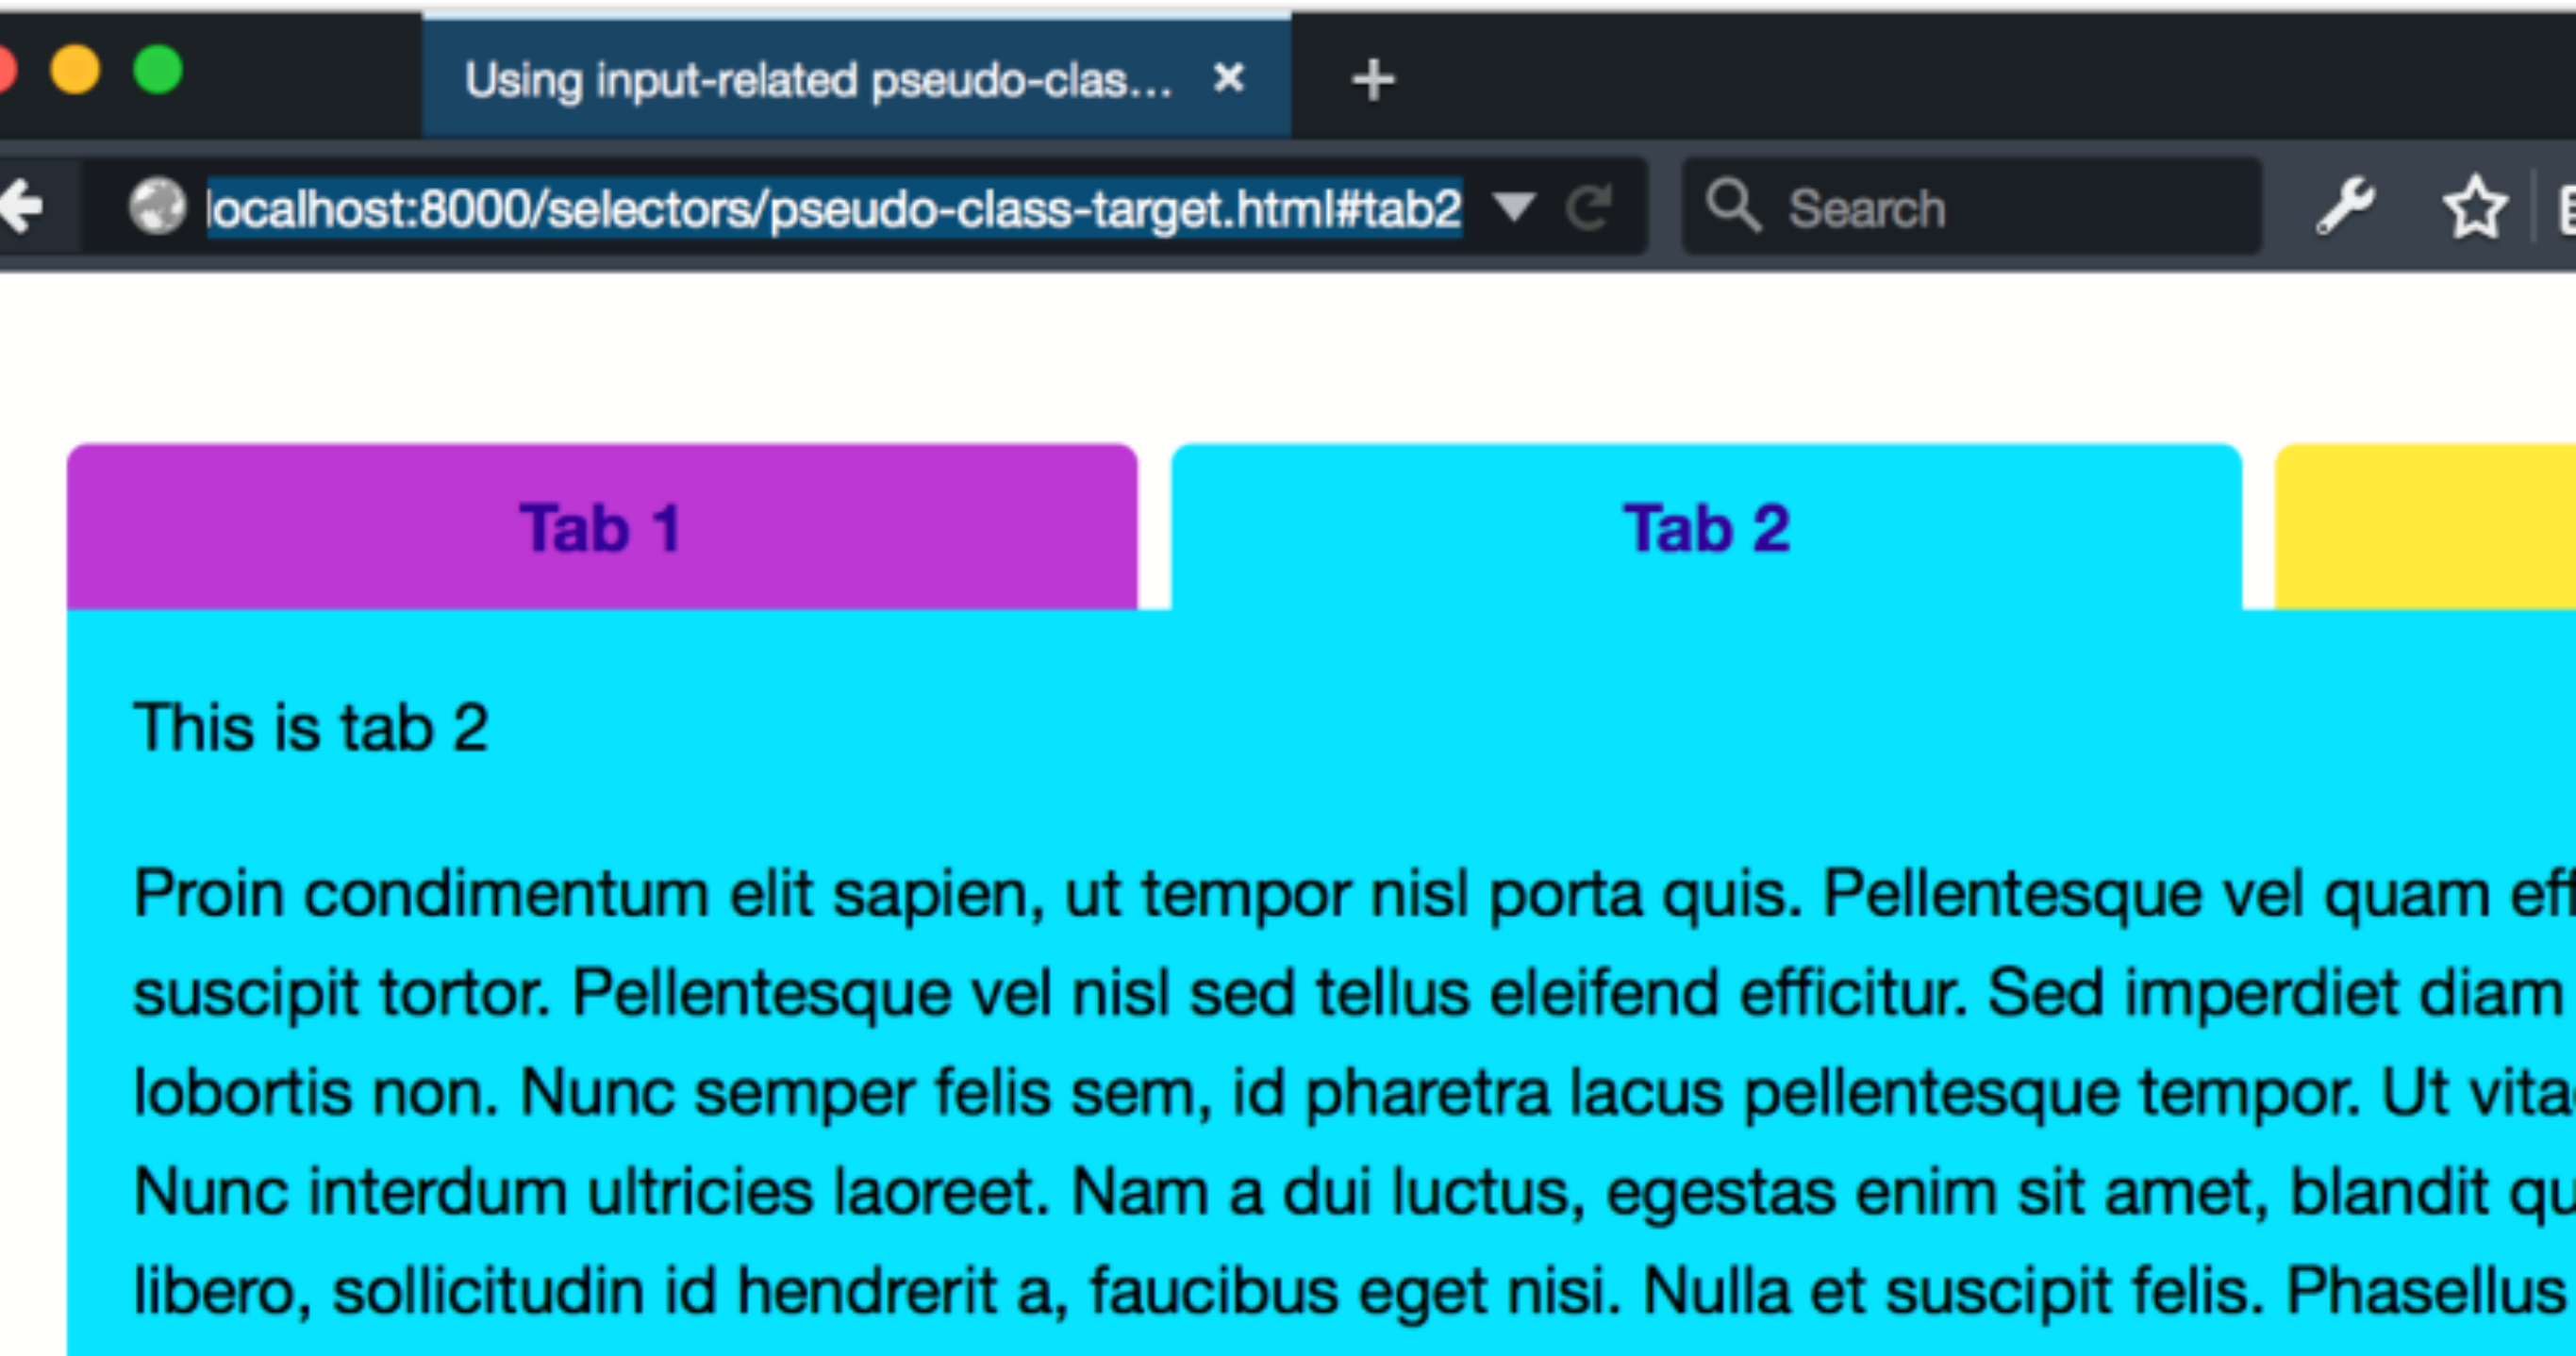 Using input-related pseudo-clas...
localhost:8000/selectors/pseudo-class-target.html#tab2
Search
Tab 1
Tab 2
This is tab 2
Proin condimentum elit sapien, ut tempor nisl porta quis. Pellentesque vel quam eff
suscipit tortor. Pellentesque vel nisl sed tellus eleifend efficitur. Sed imperdiet diam
lobortis non. Nunc semper felis sem, id pharetra lacus pellentesque tempor. Ut vita
Nunc interdum ultricies laoreet. Nam a dui luctus, egestas enim sit amet, blandit qu
libero, sollicitudin id hendrerit a, faucibus eget nisi. Nulla et suscipit felis. Phasellus